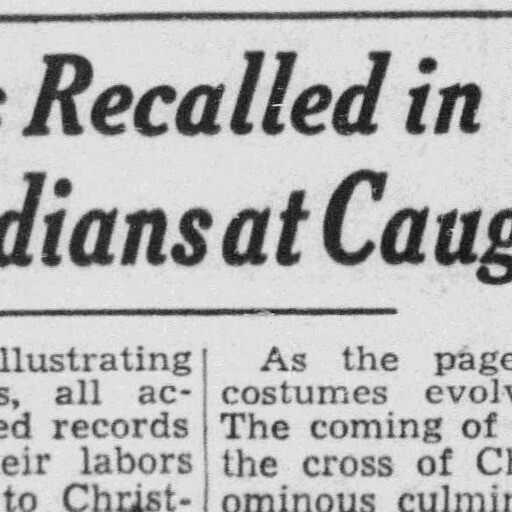 Recalled in
dians at Caug
llustrating
s, all ac-
ed records
eir labors
to Christ-
As the page
costumes evolv
The coming of
the cross of Ch
ominous culmin